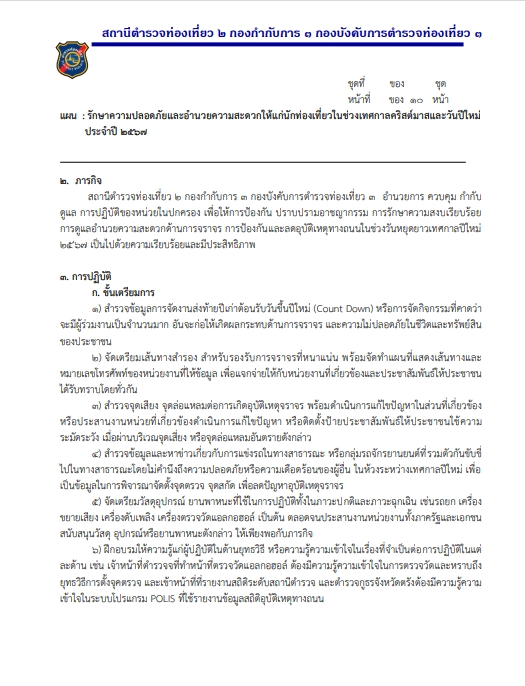 สถานีตำรวจท่องเที่ยว ๒ กองกำกับการ ๑ กองบังคับการตำรวจท่องเที่ยว ๑
ชุดที่ ของ ชุด
หน้าที่ ของ ๑๐ หน้า
แผน : รักษาความปลอดภัยและอำนวยความสะดวกให้แก่นักท่องเที่ยวในช่วงเทศกาลคริสต์มาสและวันปีใหม่
ประจำปี ๒๕๖๗
๒. ภารกิจ
สถานีตำรวจท่องเที่ยว ๒ กองกำกับการ ๓ กองบังคับการตำรวจท่องเที่ยว ๓ อำนวยการ ควบคุม กำกับ
ดูแล การปฏิบัติของหน่วยในปกครอง เพื่อให้การป้องกัน ปราบปรามอาชญากรรม การรักษาความสงบเรียบร้อย
การดูแลอำนวยความสะดวกด้านการจราจร การป้องกันและลดอุบัติเหตุทางถนนในช่วงวันหยุดยาวเทศกาลปีใหม่
๒๕๖๗ เป็นไปด้วยความเรียบร้อยและมีประสิทธิภาพ
๓. การปฏิบัติ
ก. ขั้นเตรียมการ
๑) สำรวจข้อมูลการจัดงานส่งท้ายปีเก่าต้อนรับวันขึ้นปีใหม่ (Count Down) หรือการจัดกิจกรรมที่คาดว่า
จะมีผู้ร่วมงานเป็นจำนวนมาก อันจะก่อให้เกิดผลกระทบด้านการจราจร และความไม่ปลอดภัยในชีวิตและทรัพย์สิน
ของประชาชน
๒) จัดเตรียมเส้นทางสำรอง สำหรับรองรับการจราจรที่หนาแน่น พร้อมจัดทำแผนที่แสดงเส้นทางและ
หมายเลขโทรศัพท์ของหน่วยงานที่ให้ข้อมูล เพื่อแจกจ่ายให้กับหน่วยงานที่เกี่ยวข้องและประชาสัมพันธ์ให้ประชาชน
ได้รับทราบโดยทั่วกัน
๓) สำรวจจุดเสี่ยง จุดล่อแหลมต่อการเกิดอุบัติเหตุจราจร พร้อมดำเนินการแก้ไขปัญหาในส่วนที่เกี่ยวข้อง
หรือประสานงานหน่วยที่เกี่ยวข้องดำเนินการแก้ไขปัญหา หรือติดตั้งป้ายประชาสัมพันธ์ให้ประชาชนใช้ความ
ระมัดระวัง เมื่อผ่านบริเวณจุดเสี่ยง หรือจุดล่อแหลมอันตรายดังกล่าว
๔) สำรวจข้อมูลและหาข่าวเกี่ยวกับการแข่งรถในทางสาธารณะ หรือกลุ่มรถจักรยานยนต์ที่รวมตัวกันขับขี่
ไปในทางสาธารณะโดยไม่คำนึงถึงความปลอดภัยหรือความเดือดร้อนของผู้อื่น ในห้วงระหว่างเทศกาลปีใหม่ เพื่อ
เป็นข้อมูลในการพิจารณาจัดตั้งจุดตรวจ จุดสกัด เพื่อลดปัญหาอุบัติเหตุจราจร
๕) จัดเตรียมวัสดุอุปกรณ์ ยานพาหนะที่ใช้ในการปฏิบัติทั้งในภาวะปกติและภาวะฉุกเฉิน เช่นรถยก เครื่อง
ขยายเสียง เครื่องดับเพลิง เครื่องตรวจวัดแอลกอฮอล์ เป็นต้น ตลอดจนประสานงานหน่วยงานทั้งภาครัฐและเอกชน
สนับสนุนวัสดุ อุปกรณ์หรือยานพาหนะดังกล่าว ให้เพียงพอกับภารกิจ
๖) ฝึกอบรมให้ความรู้แก่ผู้ปฏิบัติในด้านยุทธวิธี หรือความรู้ความเข้าใจในเรื่องที่จำเป็นต่อการปฏิบัติในแต่
ละด้าน เช่น เจ้าหน้าที่ตำรวจที่ทำหน้าที่ตรวจวัดแอลกอฮอล์ ต้องมีความรู้ความเข้าใจในการตรวจวัดและทราบถึง
ยุทธวิธีการตั้งจุดตรวจ และเจ้าหน้าที่ที่รายงานสถิติระดับสถานีตำรวจ และตำรวจภูธรจังหวัดตรังต้องมีความรู้ความ
เข้าใจในระบบโปรแกรม POLIS ที่ใช้รายงานข้อมูลสถิติอุบัติเหตุทางถนน